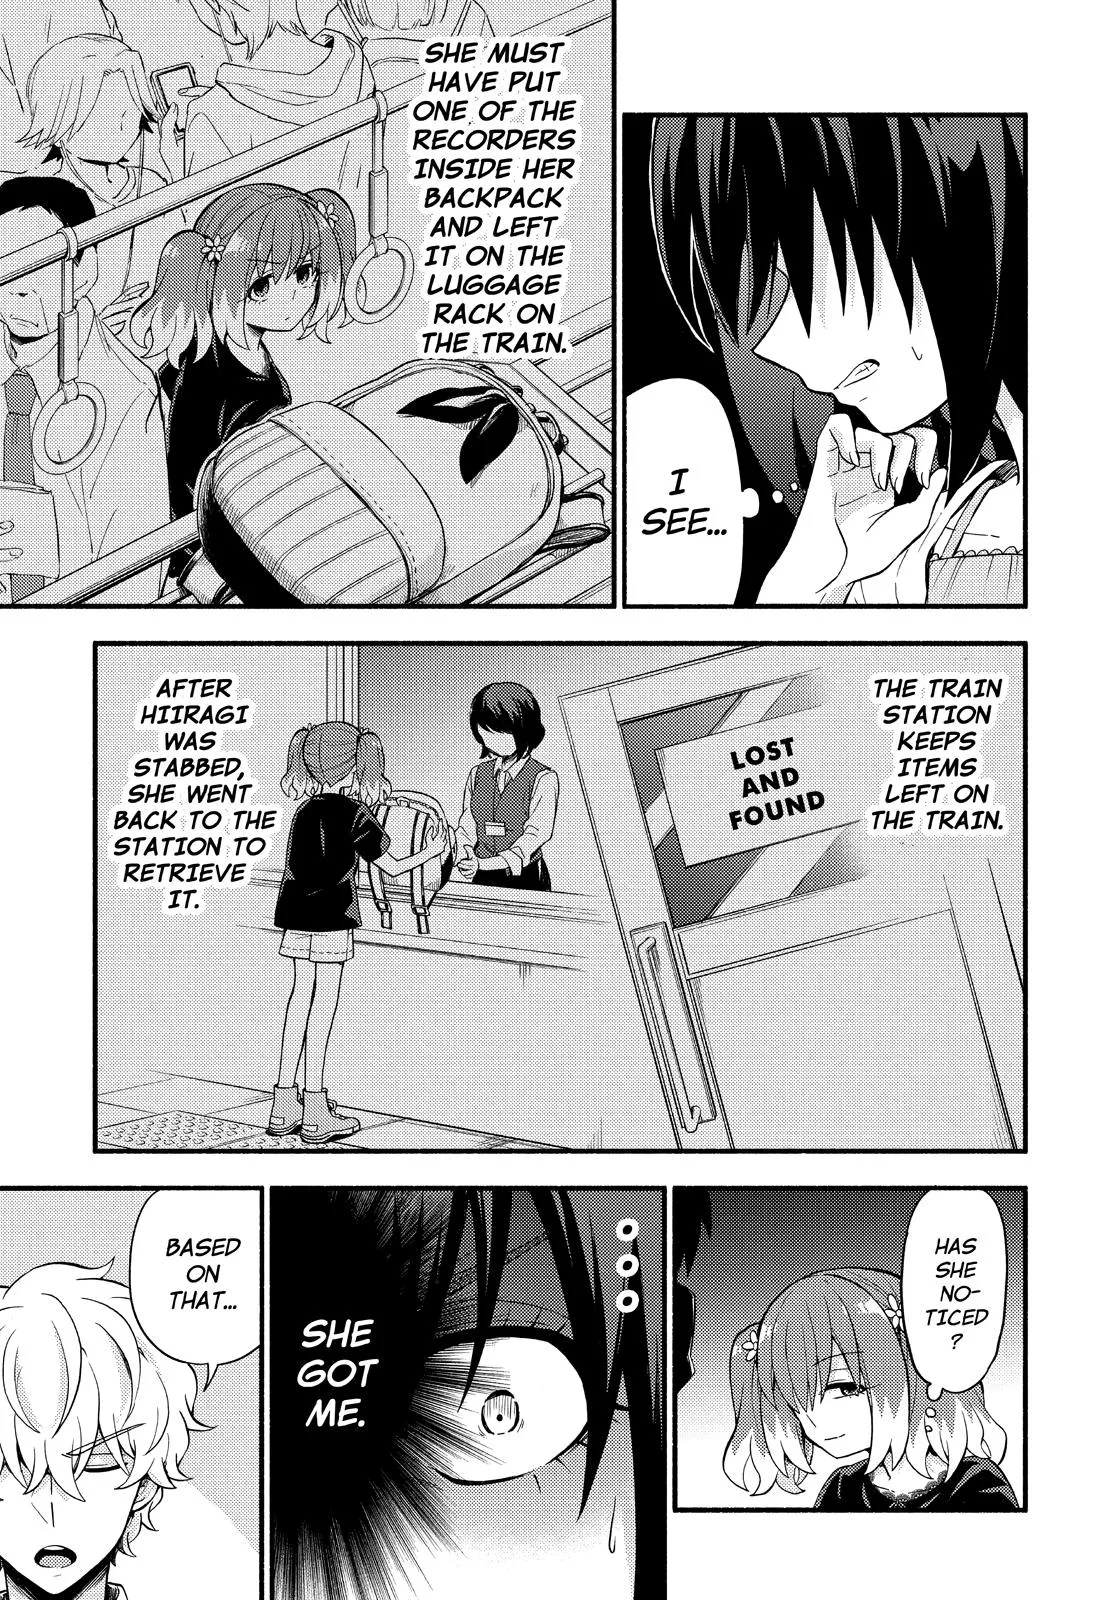 I
SEE...
SHE MUST
HAVE PUT
ONE OF THE
RECORDERS
INSIDE HER
BACKPACK
AND LEFT
IT ON THE
LUGGAGE
RACK ON
THE TRAIN.
THE TRAIN
STATION
KEEPS
ITEMS
LEFT ON
THE TRAIN.
LOST
AND
FOUND
AFTER
HIIRAGI
WAS
STABBED,
SHE WENT
BACK TO THE
STATION TO
RETRIEVE
IT.
HAS
SHE
NO-
TICED
?
SHE
GOT
ME.
BASED
ON
THAT...